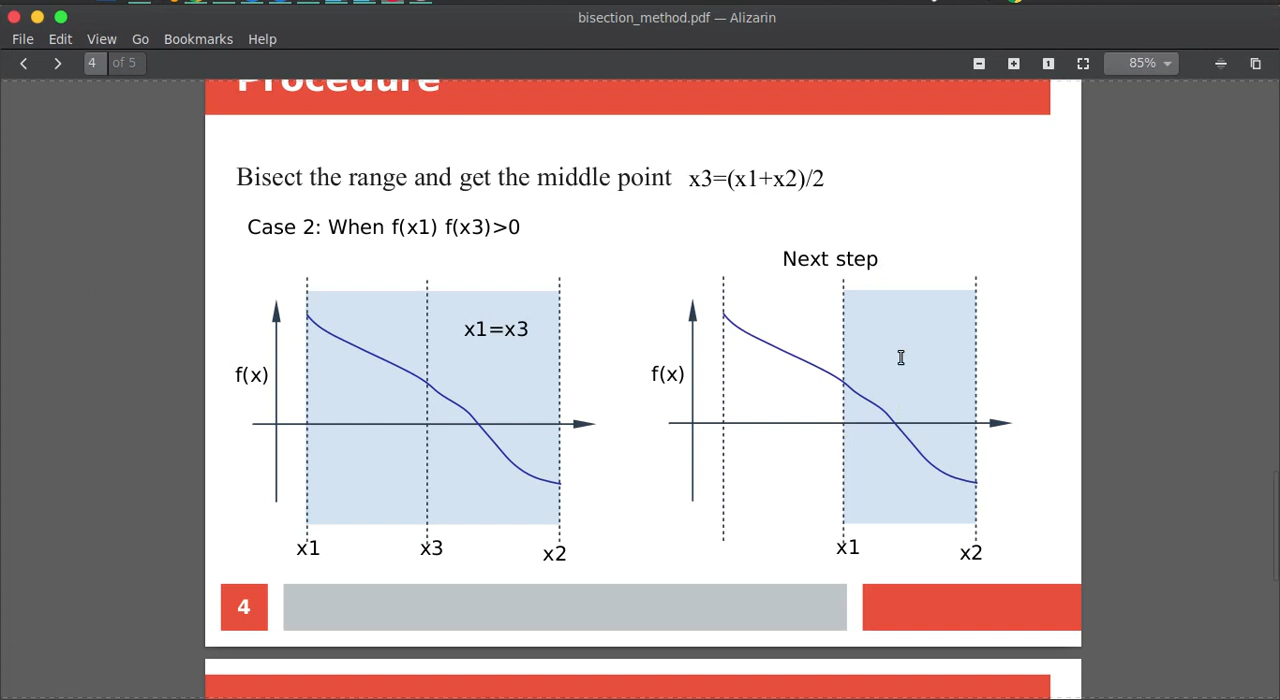 bisection_method.pdf — Alizarin
File Edit View Go Bookmarks Help
4 of 5
1
85%
Procedure
Bisect the range and get the middle point x3=(x1+x2)/2
Case 2: When f(x1) f(x3)>0
Next step
x1=x3
f(x)
f(x)
x1 x3 x2
x1 x2
4